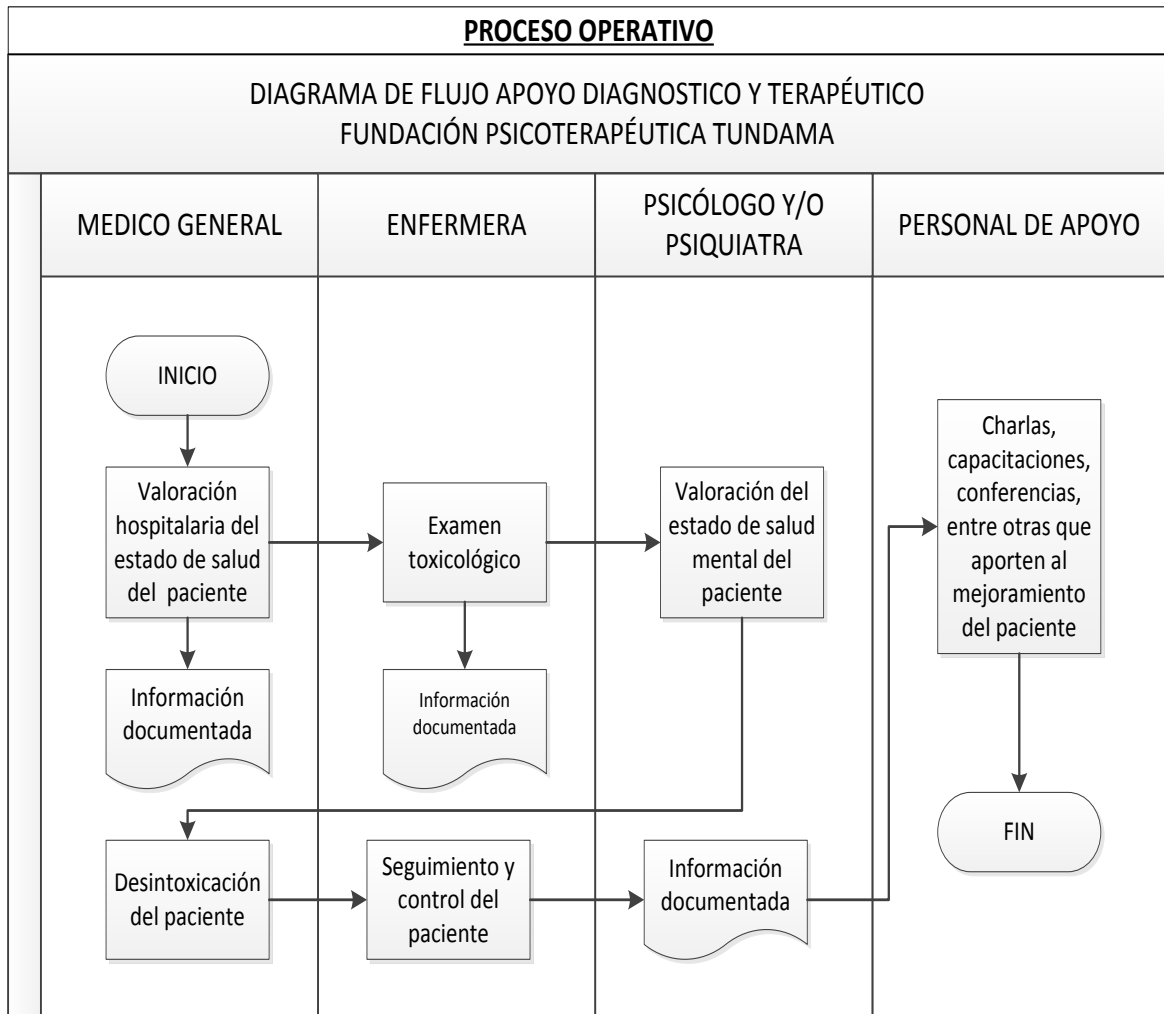 PROCESO OPERATIVO
DIAGRAMA DE FLUJO APOYO DIAGNOSTICO Y TERAPÉUTICO
FUNDACIÓN PSICOTERAPÉUTICA TUNDAMA
MEDICO GENERAL
ENFERMERA
PSICÓLOGO Y/O
PSIQUIATRA
PERSONAL DE APOYO
INICIO
Valoración
hospitalaria del
estado de salud
del paciente
Examen
toxicológico
Valoración del
estado de salud
mental del
paciente
Charlas,
capacitaciones,
conferencias,
entre otras que
aporten al
mejoramiento
del paciente
Información
documentada
Información
documentada
Desintoxicación
del paciente
Seguimiento y
control del
paciente
Información
documentada
FIN